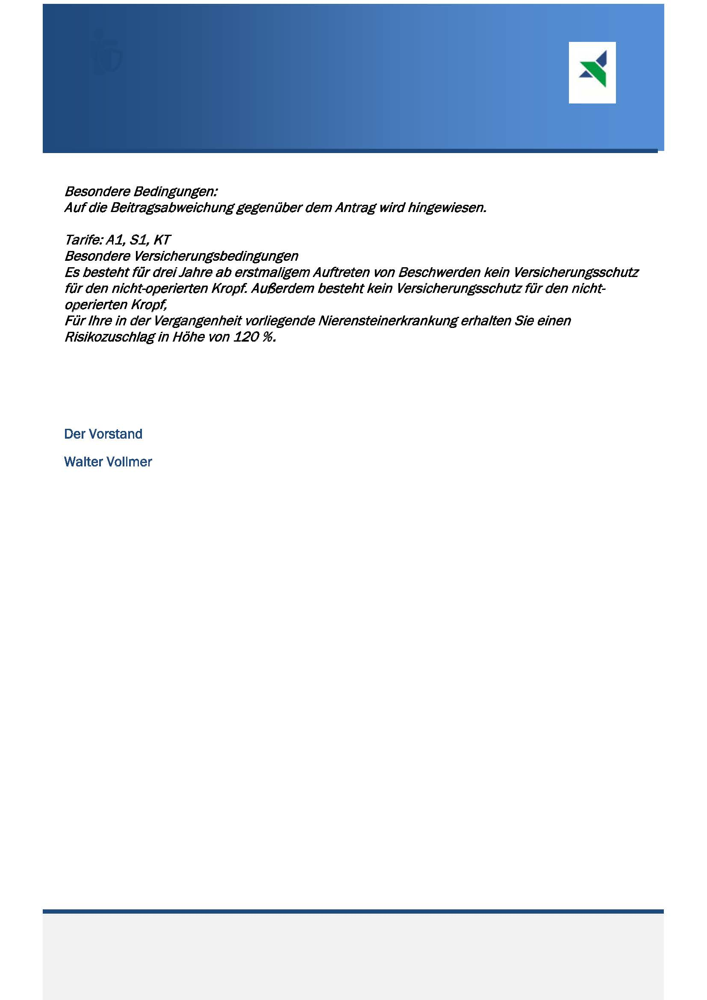 Besondere Bedingungen:
Auf die Beitragsabweichung gegenüber dem Antrag wird hingewiesen.
Tarife: A1, S1, KT
Besondere Versicherungsbedingungen
Es besteht für drei Jahre ab erstmaligem Auftreten von Beschwerden kein Versicherungsschutz
für den nicht-operierten Kropf. Außerdem besteht kein Versicherungsschutz für den nicht-
operierten Kropf,
Für Ihre in der Vergangenheit vorliegende Nierensteinerkrankung erhalten Sie einen
Risikozuschlag in Höhe von 120 %.
Der Vorstand
Walter Vollmer